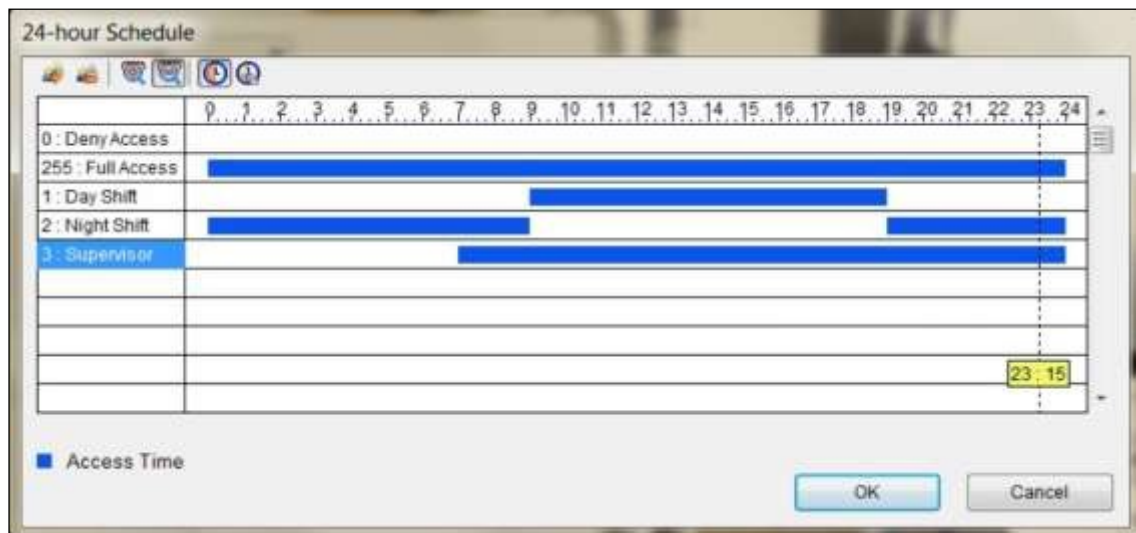 24-hour Schedule
0 1 2 3 4 5 6 7 8 9 10 11 12 13 14 15 16 17 18 19 20 21 22 23 24
0 : Deny Access
255 : Full Access
1 : Day Shift
2 : Night Shift
3 : Supervisor
23 : 15
Access Time
OK Cancel